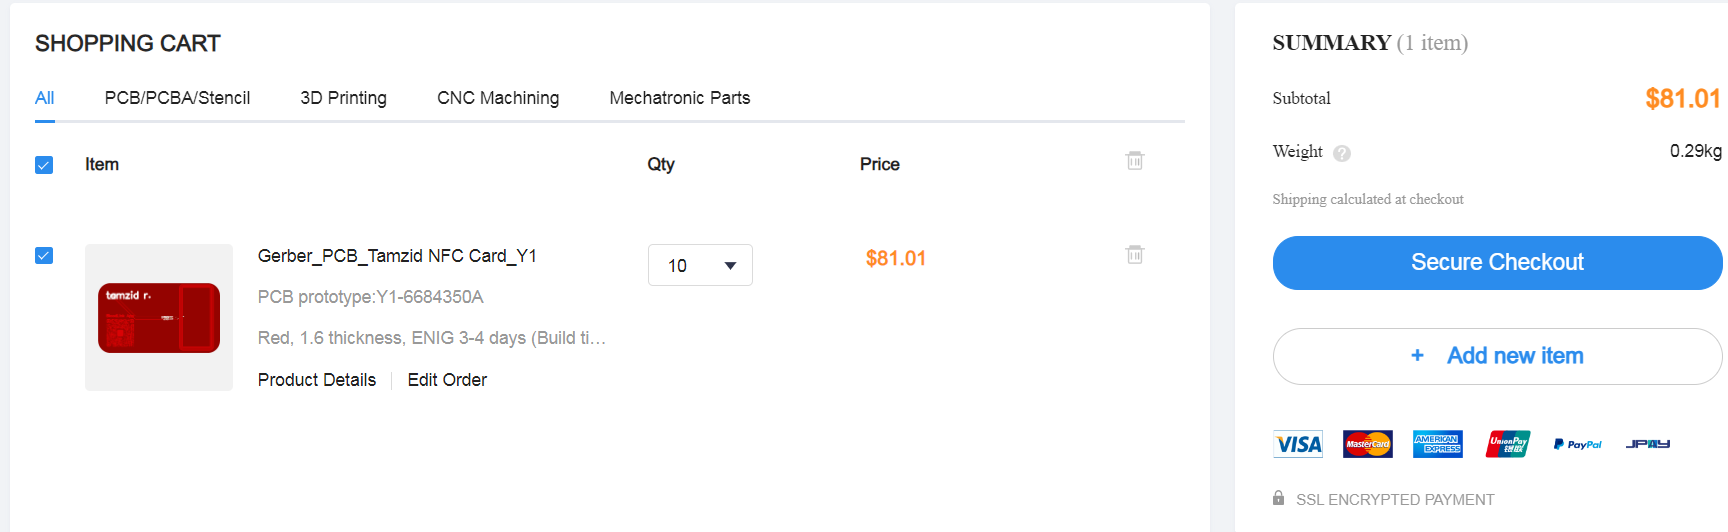 SHOPPING CART
All PCB/PCBA/Stencil 3D Printing CNC Machining Mechatronic Parts
Item Qty Price
tamzid r.
Gerber_PCB_Tamzid NFC Card_Y1
10
$81.01
PCB prototype:Y1-6684350A
Red, 1.6 thickness, ENIG 3-4 days (Build ti...
Product Details Edit Order
SUMMARY (1 item)
Subtotal $81.01
Weight ? 0.29kg
Shipping calculated at checkout
Secure Checkout
+ Add new item
VISA MasterCard AMERICAN EXPRESS UnionPay 银联 PayPal JPAY
SSL ENCRYPTED PAYMENT